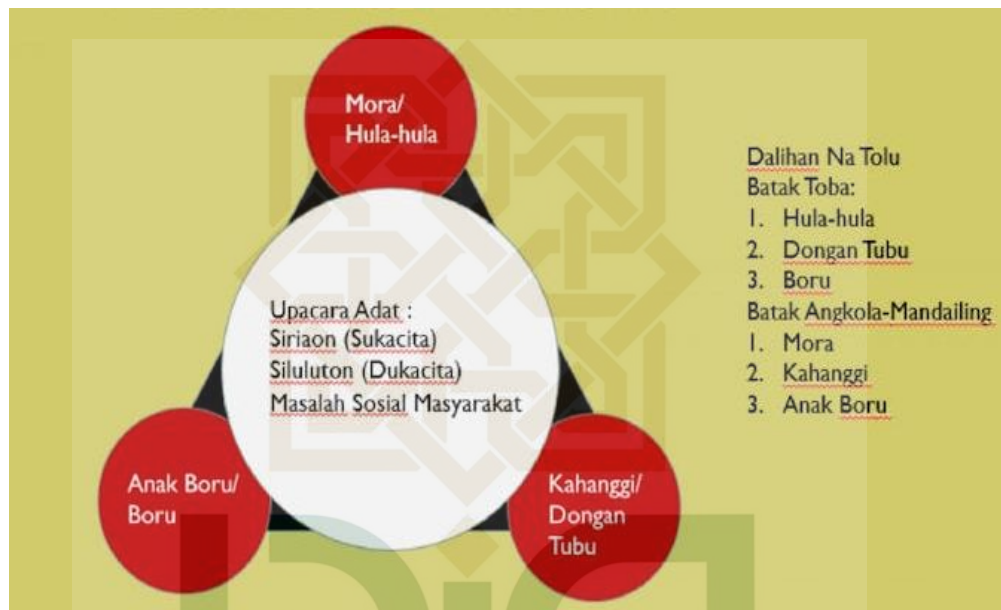 Mora/
Hula-hula
Upacara Adat :
Siriaon (Sukacita)
Siluluton (Dukacita)
Masalah Sosial Masyarakat
Anak Boru/
Boru
Kahanggi/
Dongan
Tubu
Dalihan Na Tolu
Batak Toba:
1. Hula-hula
2. Dongan Tubu
3. Boru
Batak Angkola-Mandailing
1. Mora
2. Kahanggi
3. Anak Boru